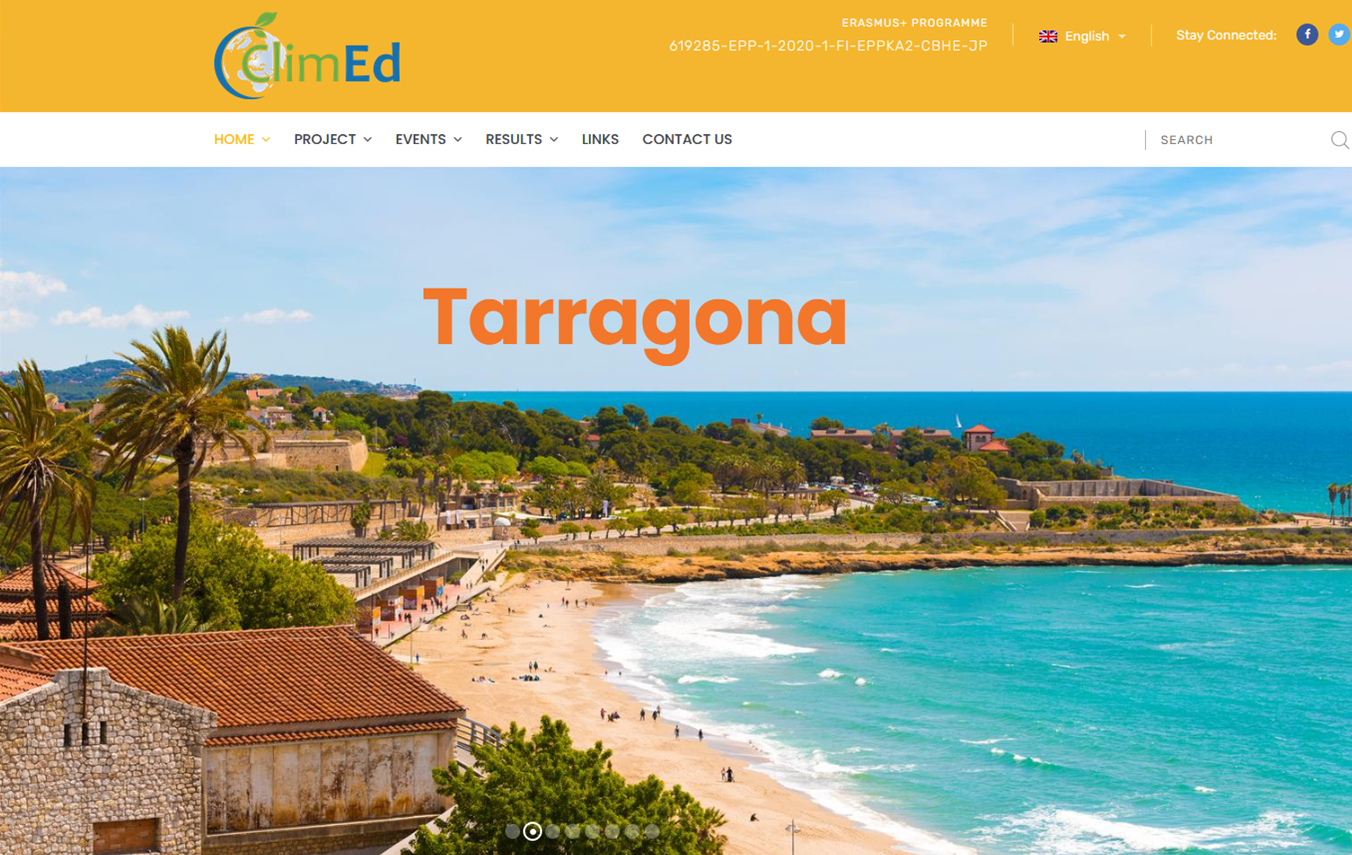 ClimEd
ERASMUS+ PROGRAMME
619285-EPP-1-2020-1-FI-EPPKA2-CBHE-JP
English
Stay Connected:
HOME
PROJECT
EVENTS
RESULTS
LINKS
CONTACT US
SEARCH
Tarragona